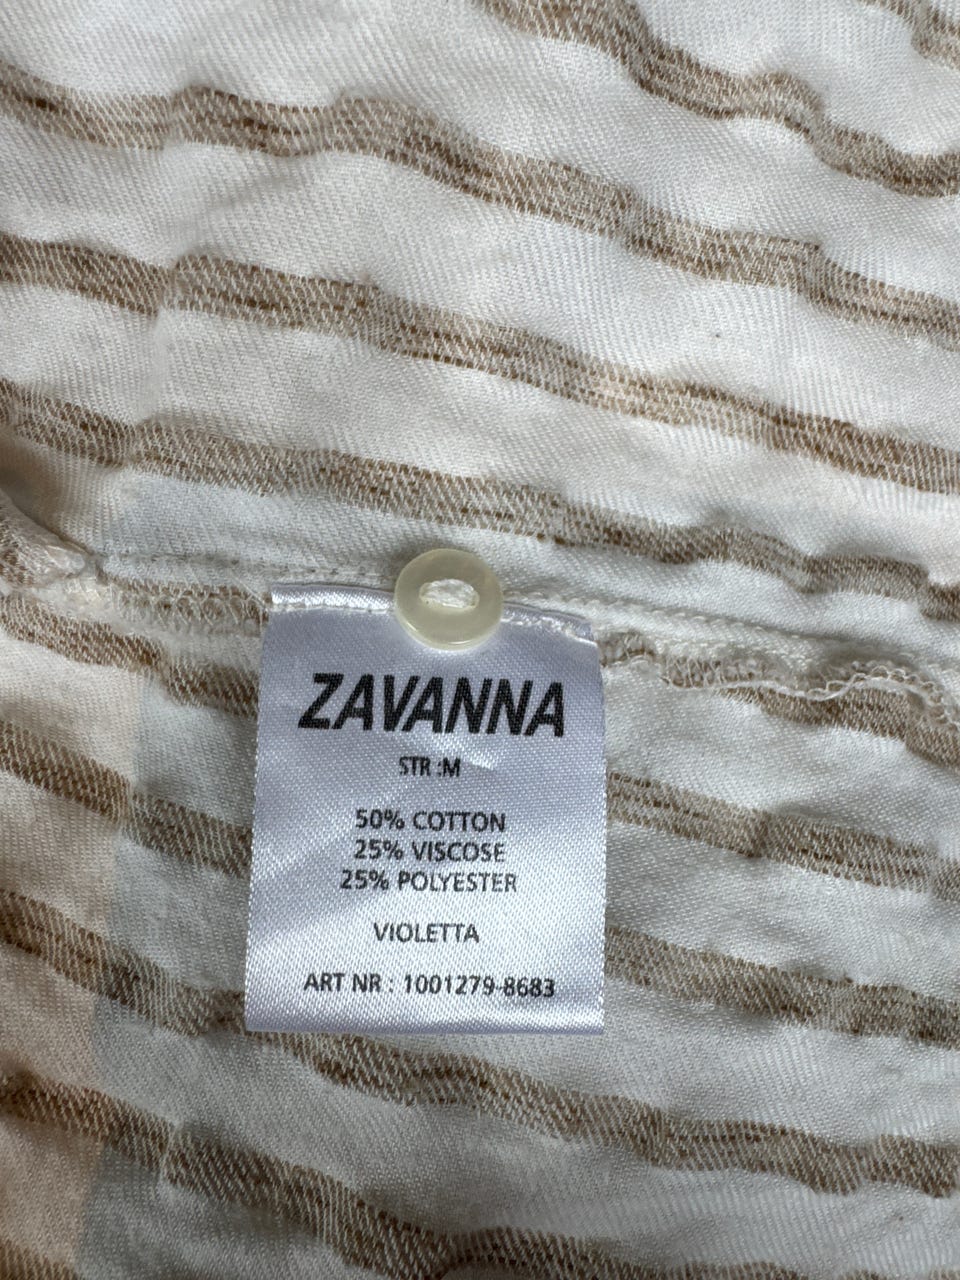 ZAVANNA
STR :M
50% COTTON
25% VISCOSE
25% POLYESTER
VIOLETTA
ART NR : 1001279-8683